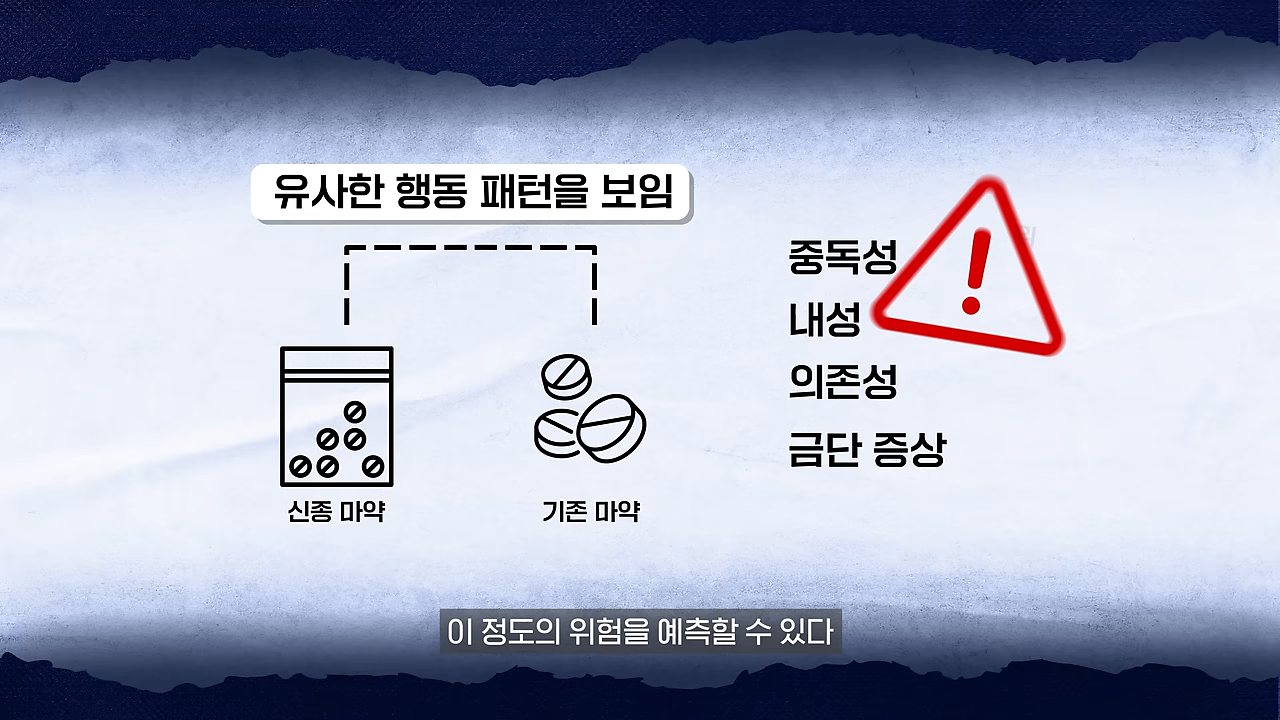 유사한 행동 패턴을 보임
신종 마약
기존 마약
중독성
내성
의존성
금단 증상
이 정도의 위험을 예측할 수 있다